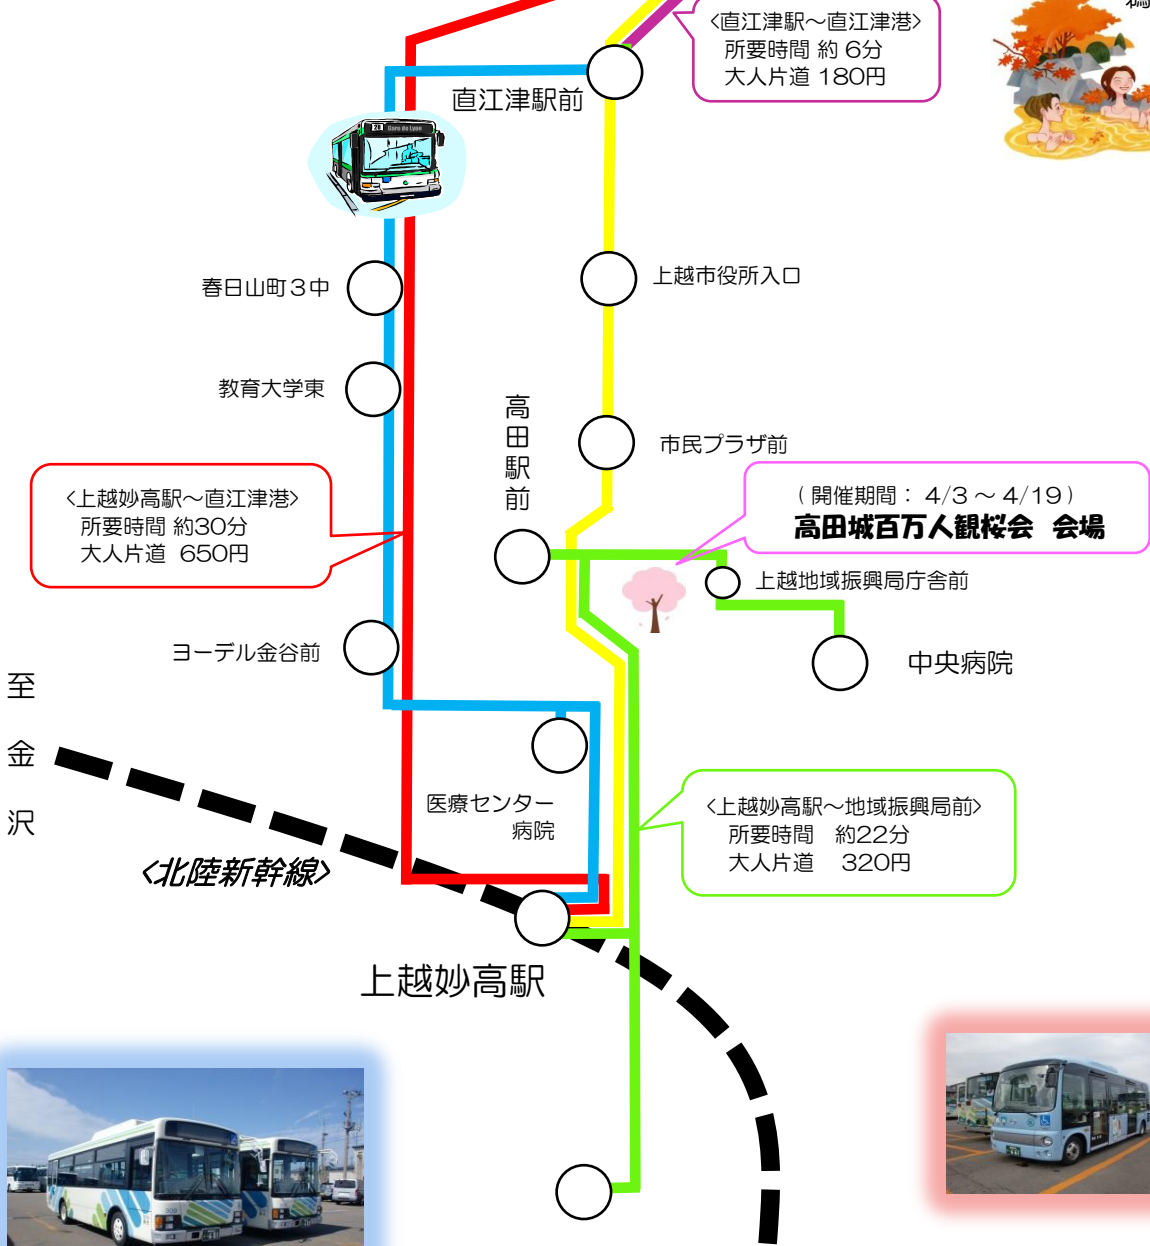 <直江津駅～直江津港>
所要時間 約 6分
大人片道 180円
直江津駅前
28 Gare de Lyon
上越市役所入口
春日山町3中
教育大学東
高田駅前
市民プラザ前
<上越妙高駅～直江津港>
所要時間 約30分
大人片道 650円
(開催期間：4/3～4/19)
高田城百万人観桜会 会場
上越地域振興局庁舎前
ヨーデル金谷前
中央病院
至金沢
医療センター
病院
<上越妙高駅～地域振興局前>
所要時間 約22分
大人片道 320円
<北陸新幹線>
上越妙高駅